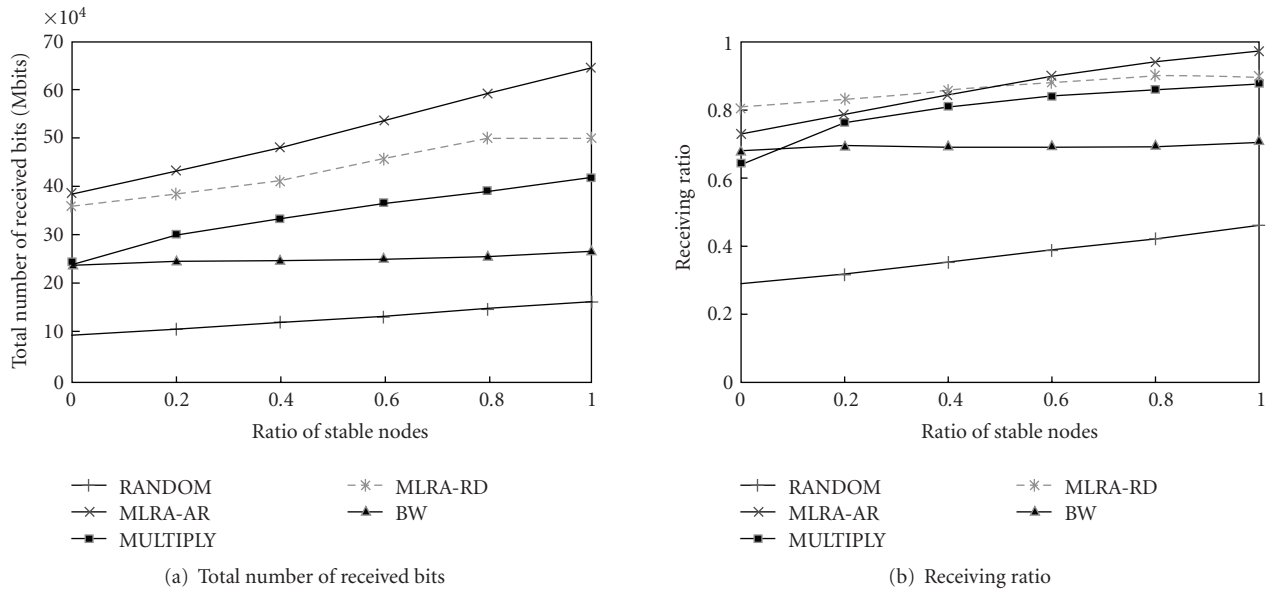 ×10⁴
Total number of received bits (Mbits)
70
60
50
40
30
20
10
0
0
0.2
0.4
0.6
0.8
1
Ratio of stable nodes
RANDOM
MLRA-AR
MULTIPLY
MLRA-RD
BW
(a) Total number of received bits
Receiving ratio
1
0.8
0.6
0.4
0.2
0
0
0.2
0.4
0.6
0.8
1
Ratio of stable nodes
RANDOM
MLRA-AR
MULTIPLY
MLRA-RD
BW
(b) Receiving ratio